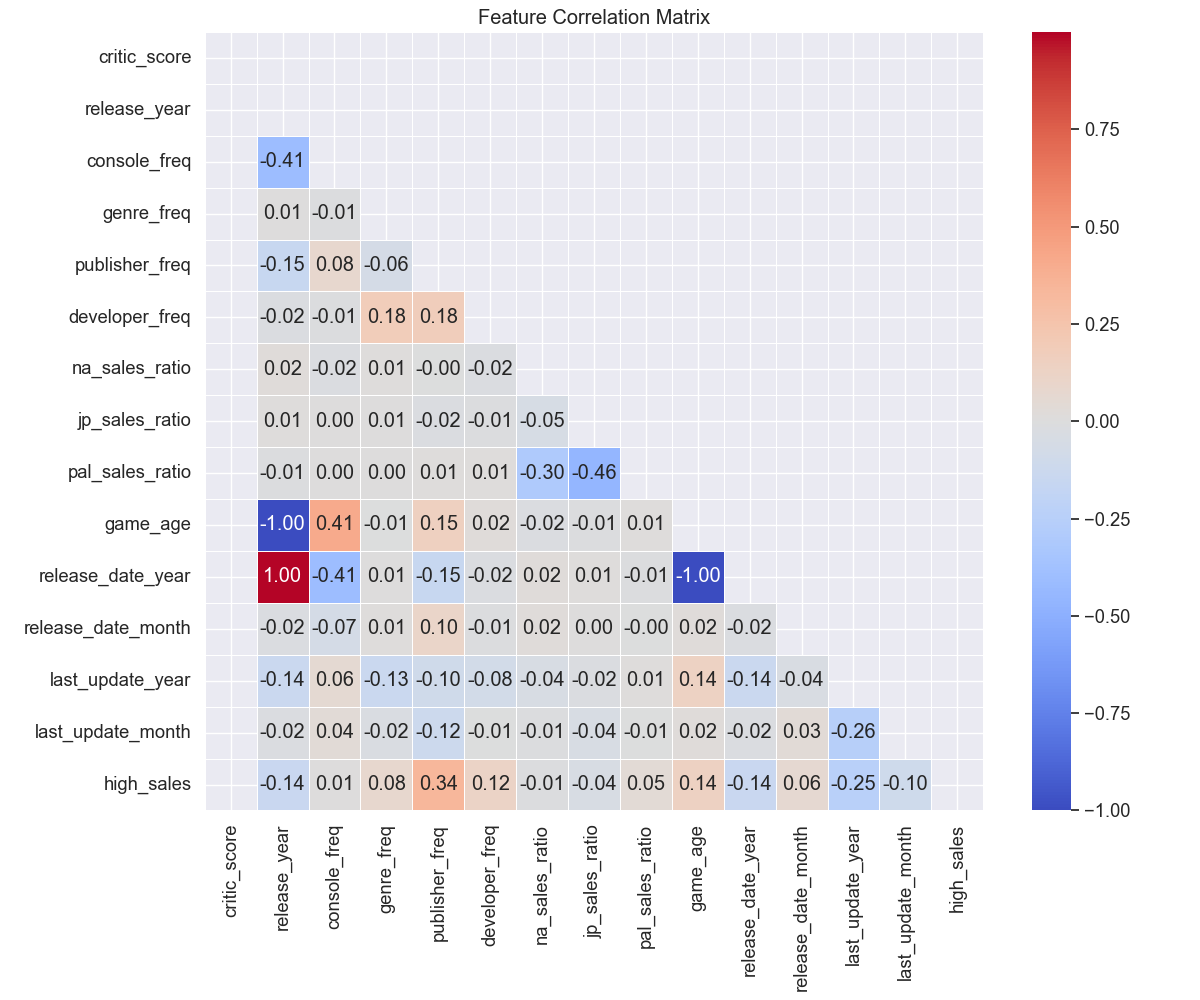 Feature Correlation Matrix
critic_score
release_year
console_freq -0.41
genre_freq 0.01 -0.01
publisher_freq -0.15 0.08 -0.06
developer_freq -0.02 -0.01 0.18 0.18
na_sales_ratio 0.02 -0.02 0.01 -0.00 -0.02
jp_sales_ratio 0.01 0.00 0.01 -0.02 -0.01 -0.05
pal_sales_ratio -0.01 0.00 0.00 0.01 0.01 -0.30 -0.46
game_age -1.00 0.41 -0.01 0.15 0.02 -0.02 -0.01 0.01
release_date_year 1.00 -0.41 0.01 -0.15 -0.02 0.02 0.01 -0.01 -1.00
release_date_month -0.02 -0.07 0.01 0.10 -0.01 0.02 0.00 -0.00 0.02 -0.02
last_update_year -0.14 0.06 -0.13 -0.10 -0.08 -0.04 -0.02 0.01 0.14 -0.14 -0.04
last_update_month -0.02 0.04 -0.02 -0.12 -0.01 -0.01 -0.04 -0.01 0.02 -0.02 0.03 -0.26
high_sales -0.14 0.01 0.08 0.34 0.12 -0.01 -0.04 0.05 0.14 -0.14 0.06 -0.25 -0.10
critic_score
release_year
console_freq
genre_freq
publisher_freq
developer_freq
na_sales_ratio
jp_sales_ratio
pal_sales_ratio
game_age
release_date_year
release_date_month
last_update_year
last_update_month
high_sales
0.75
0.50
0.25
0.00
−0.25
−0.50
−0.75
−1.00